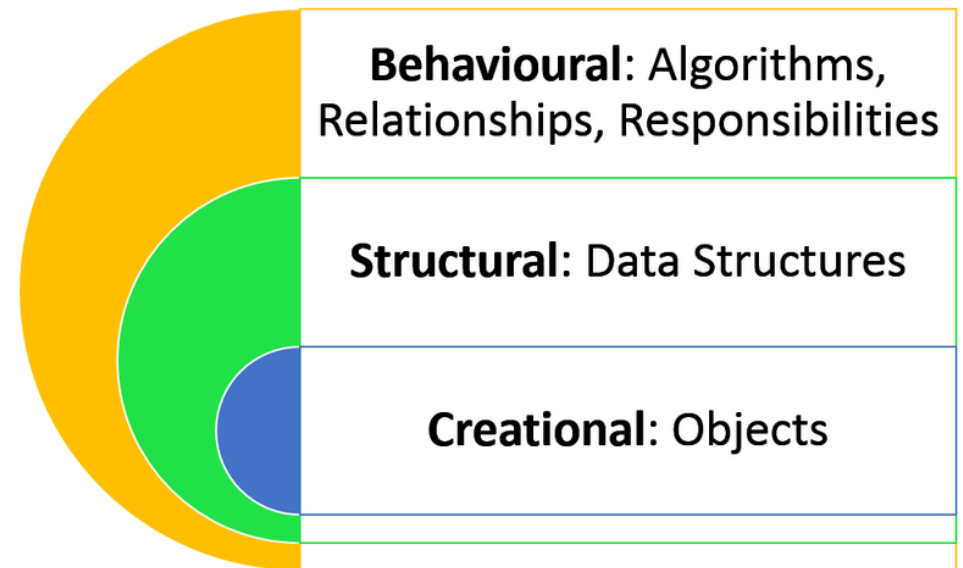 Behavioural: Algorithms,
Relationships, Responsibilities
Structural: Data Structures
Creational: Objects